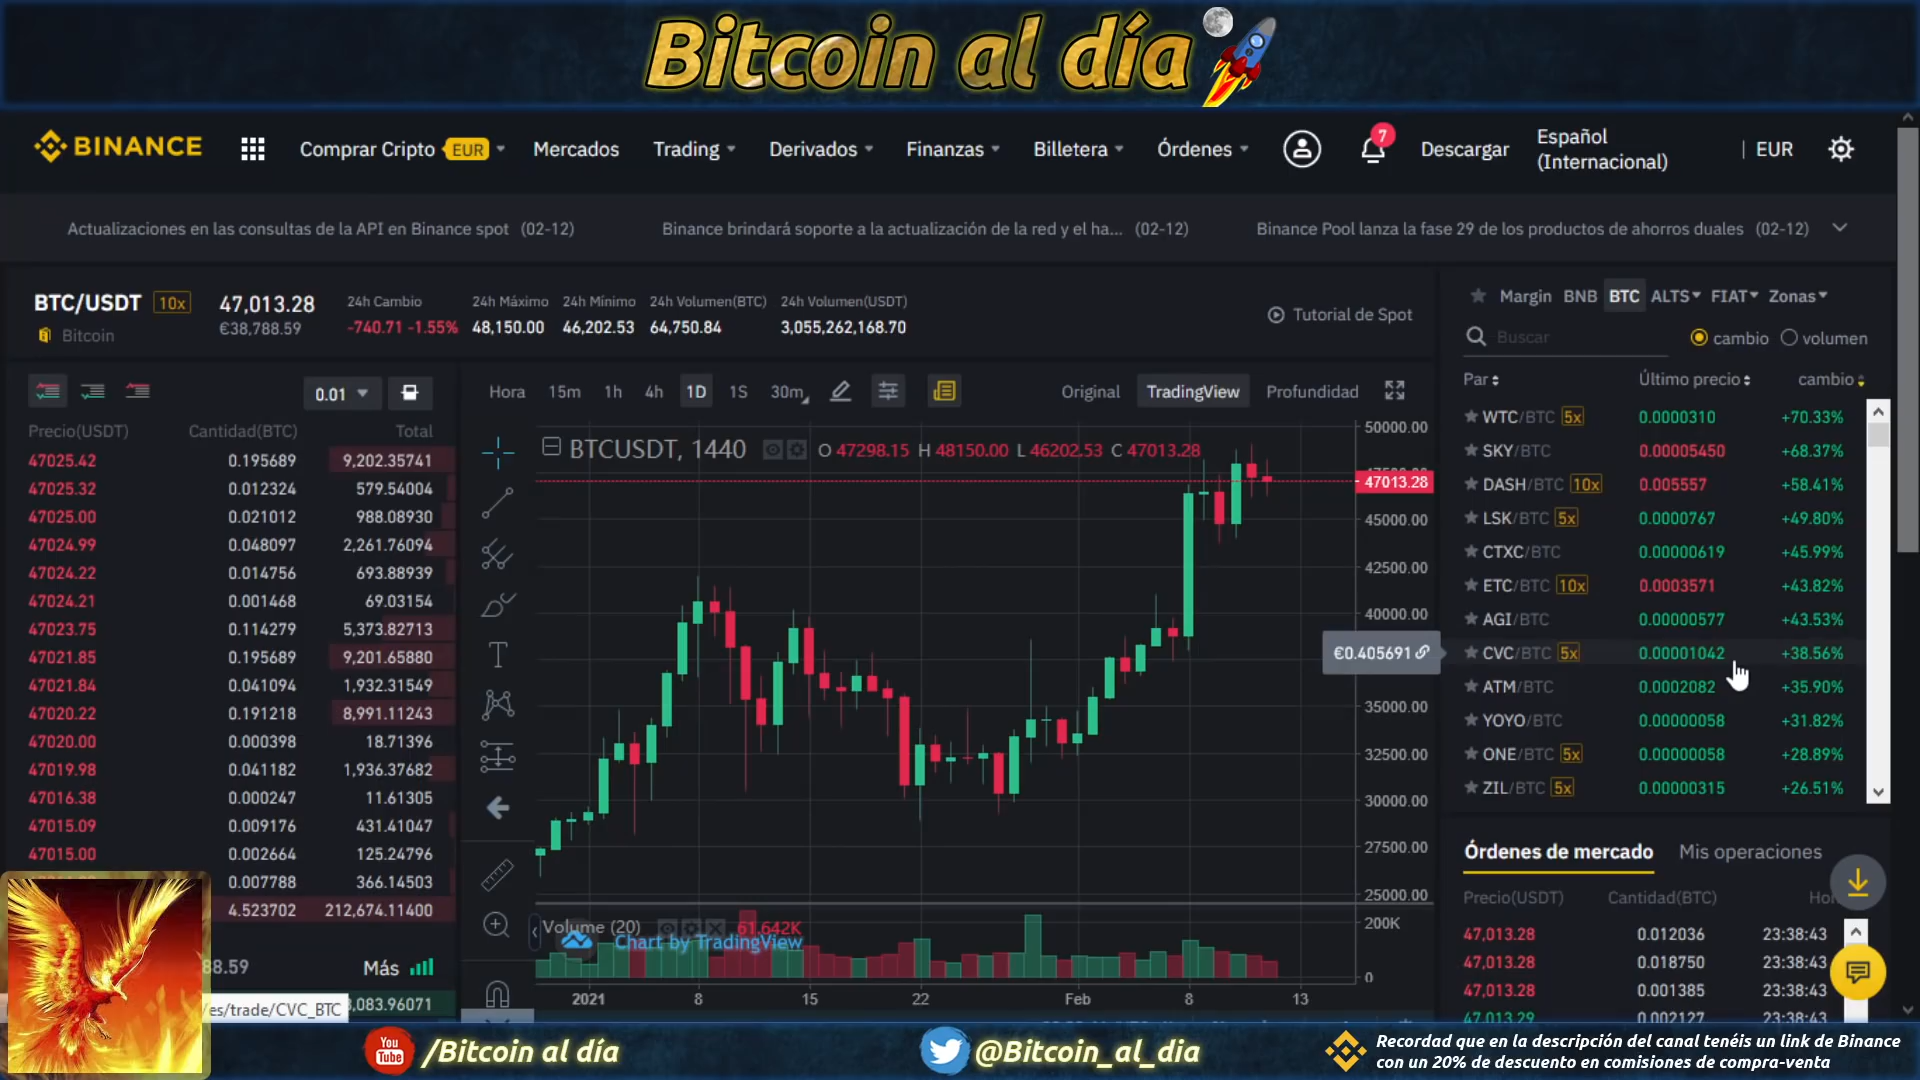 Bitcoin al día
BINANCE
Comprar Cripto EUR
Mercados
Trading
Derivados
Finanzas
Billetera
Órdenes
7
Descargar
Español
(Internacional)
EUR
Actualizaciones en las consultas de la API en Binance spot (02-12)
Binance brindará soporte a la actualización de la red y el ha... (02-12)
Binance Pool lanza la fase 29 de los productos de ahorros duales (02-12)
BTC/USDT 10x
Bitcoin
47,013.28
€38,788.59
24h Cambio
-740.71 -1.55%
24h Máximo
48,150.00
24h Mínimo
46,202.53
24h Volumen(BTC)
64,750.84
24h Volumen(USDT)
3,055,262,168.70
Tutorial de Spot
0.01
Precio(USDT) Cantidad(BTC) Total
47025.42 0.195689 9,202.35741
47025.32 0.012324 579.54004
47025.00 0.021012 988.08930
47024.99 0.048097 2,261.76094
47024.22 0.014756 693.88939
47024.21 0.001468 69.03154
47023.75 0.114279 5,373.82713
47021.85 0.195689 9,201.65880
47021.84 0.041094 1,932.31549
47020.22 0.191218 8,991.11243
47020.00 0.000398 18.71396
47019.98 0.041182 1,936.37682
47016.38 0.000247 11.61305
47015.09 0.009176 431.41047
47015.00 0.002664 125.24796
0.007788 366.14503
4.523702 212,674.11400
88.59 Más
/es/trade/CVC_BTC 3,083.96071
Hora 15m 1h 4h 1D 1S 30m
Original TradingView Profundidad
BTCUSDT, 1440 O 47298.15 H 48150.00 L 46202.53 C 47013.28
50000.00
47013.28
45000.00
42500.00
40000.00
€0.405691
35000.00
32500.00
30000.00
27500.00
25000.00
Volume (20) 61.642K
Chart by TradingView
200K
0
2021 8 15 22 Feb 8 13
Margin BNB BTC ALTS FIAT Zonas
Buscar cambio volumen
Par Último precio cambio
WTC/BTC 5x 0.0000310 +70.33%
SKY/BTC 0.00005450 +68.37%
DASH/BTC 10x 0.005557 +58.41%
LSK/BTC 5x 0.0000767 +49.80%
CTXC/BTC 0.00000619 +45.99%
ETC/BTC 10x 0.0003571 +43.82%
AGI/BTC 0.00000577 +43.53%
CVC/BTC 5x 0.00001042 +38.56%
ATM/BTC 0.0002082 +35.90%
YOYO/BTC 0.00000058 +31.82%
ONE/BTC 5x 0.00000058 +28.89%
ZIL/BTC 5x 0.00000315 +26.51%
Órdenes de mercado Mis operaciones
Precio(USDT) Cantidad(BTC) Hor
47,013.28 0.012036 23:38:43
47,013.28 0.018750 23:38:43
47,013.28 0.001385 23:38:43
47,013.29 0.002127 23:38:43
You Tube /Bitcoin al día
@Bitcoin_al_dia
Recordad que en la descripción del canal tenéis un link de Binance
con un 20% de descuento en comisiones de compra-venta